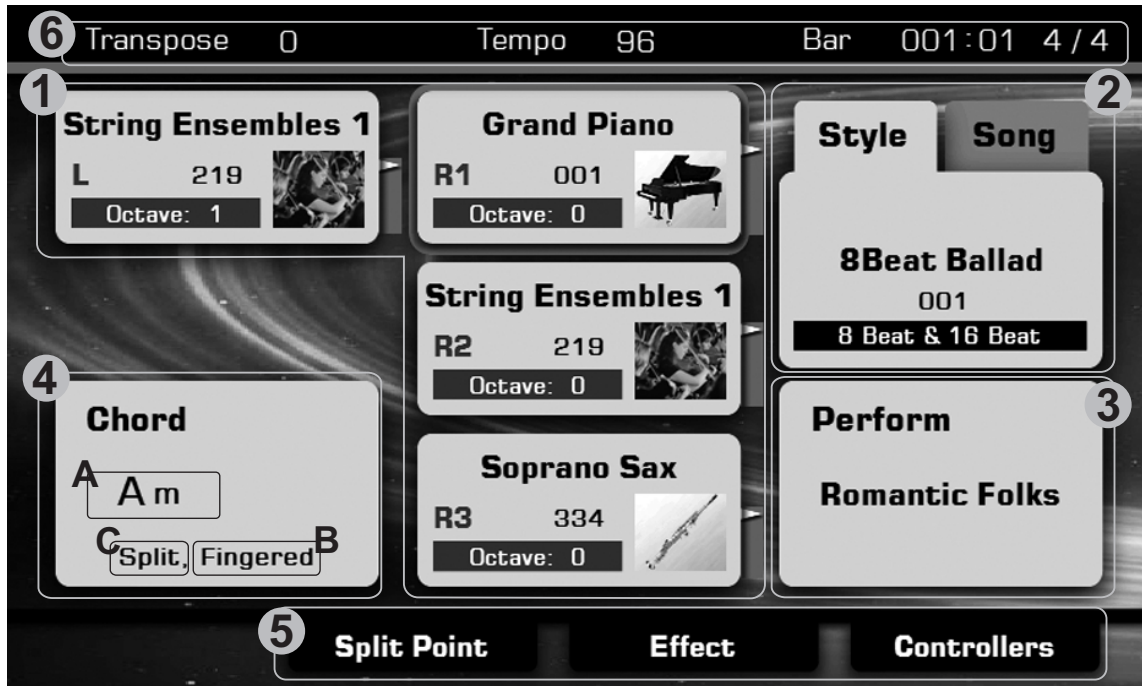 6
Transpose 0 Tempo 96 Bar 001:01 4/4
1
String Ensembles 1
L 219
Octave: 1
Grand Piano
R1 001
Octave: 0
2
Style Song
8Beat Ballad
001
8 Beat & 16 Beat
String Ensembles 1
R2 219
Octave: 0
4
Chord
A
Am
C
Split, Fingered
B
Soprano Sax
R3 334
Octave: 0
3
Perform
Romantic Folks
5
Split Point Effect Controllers